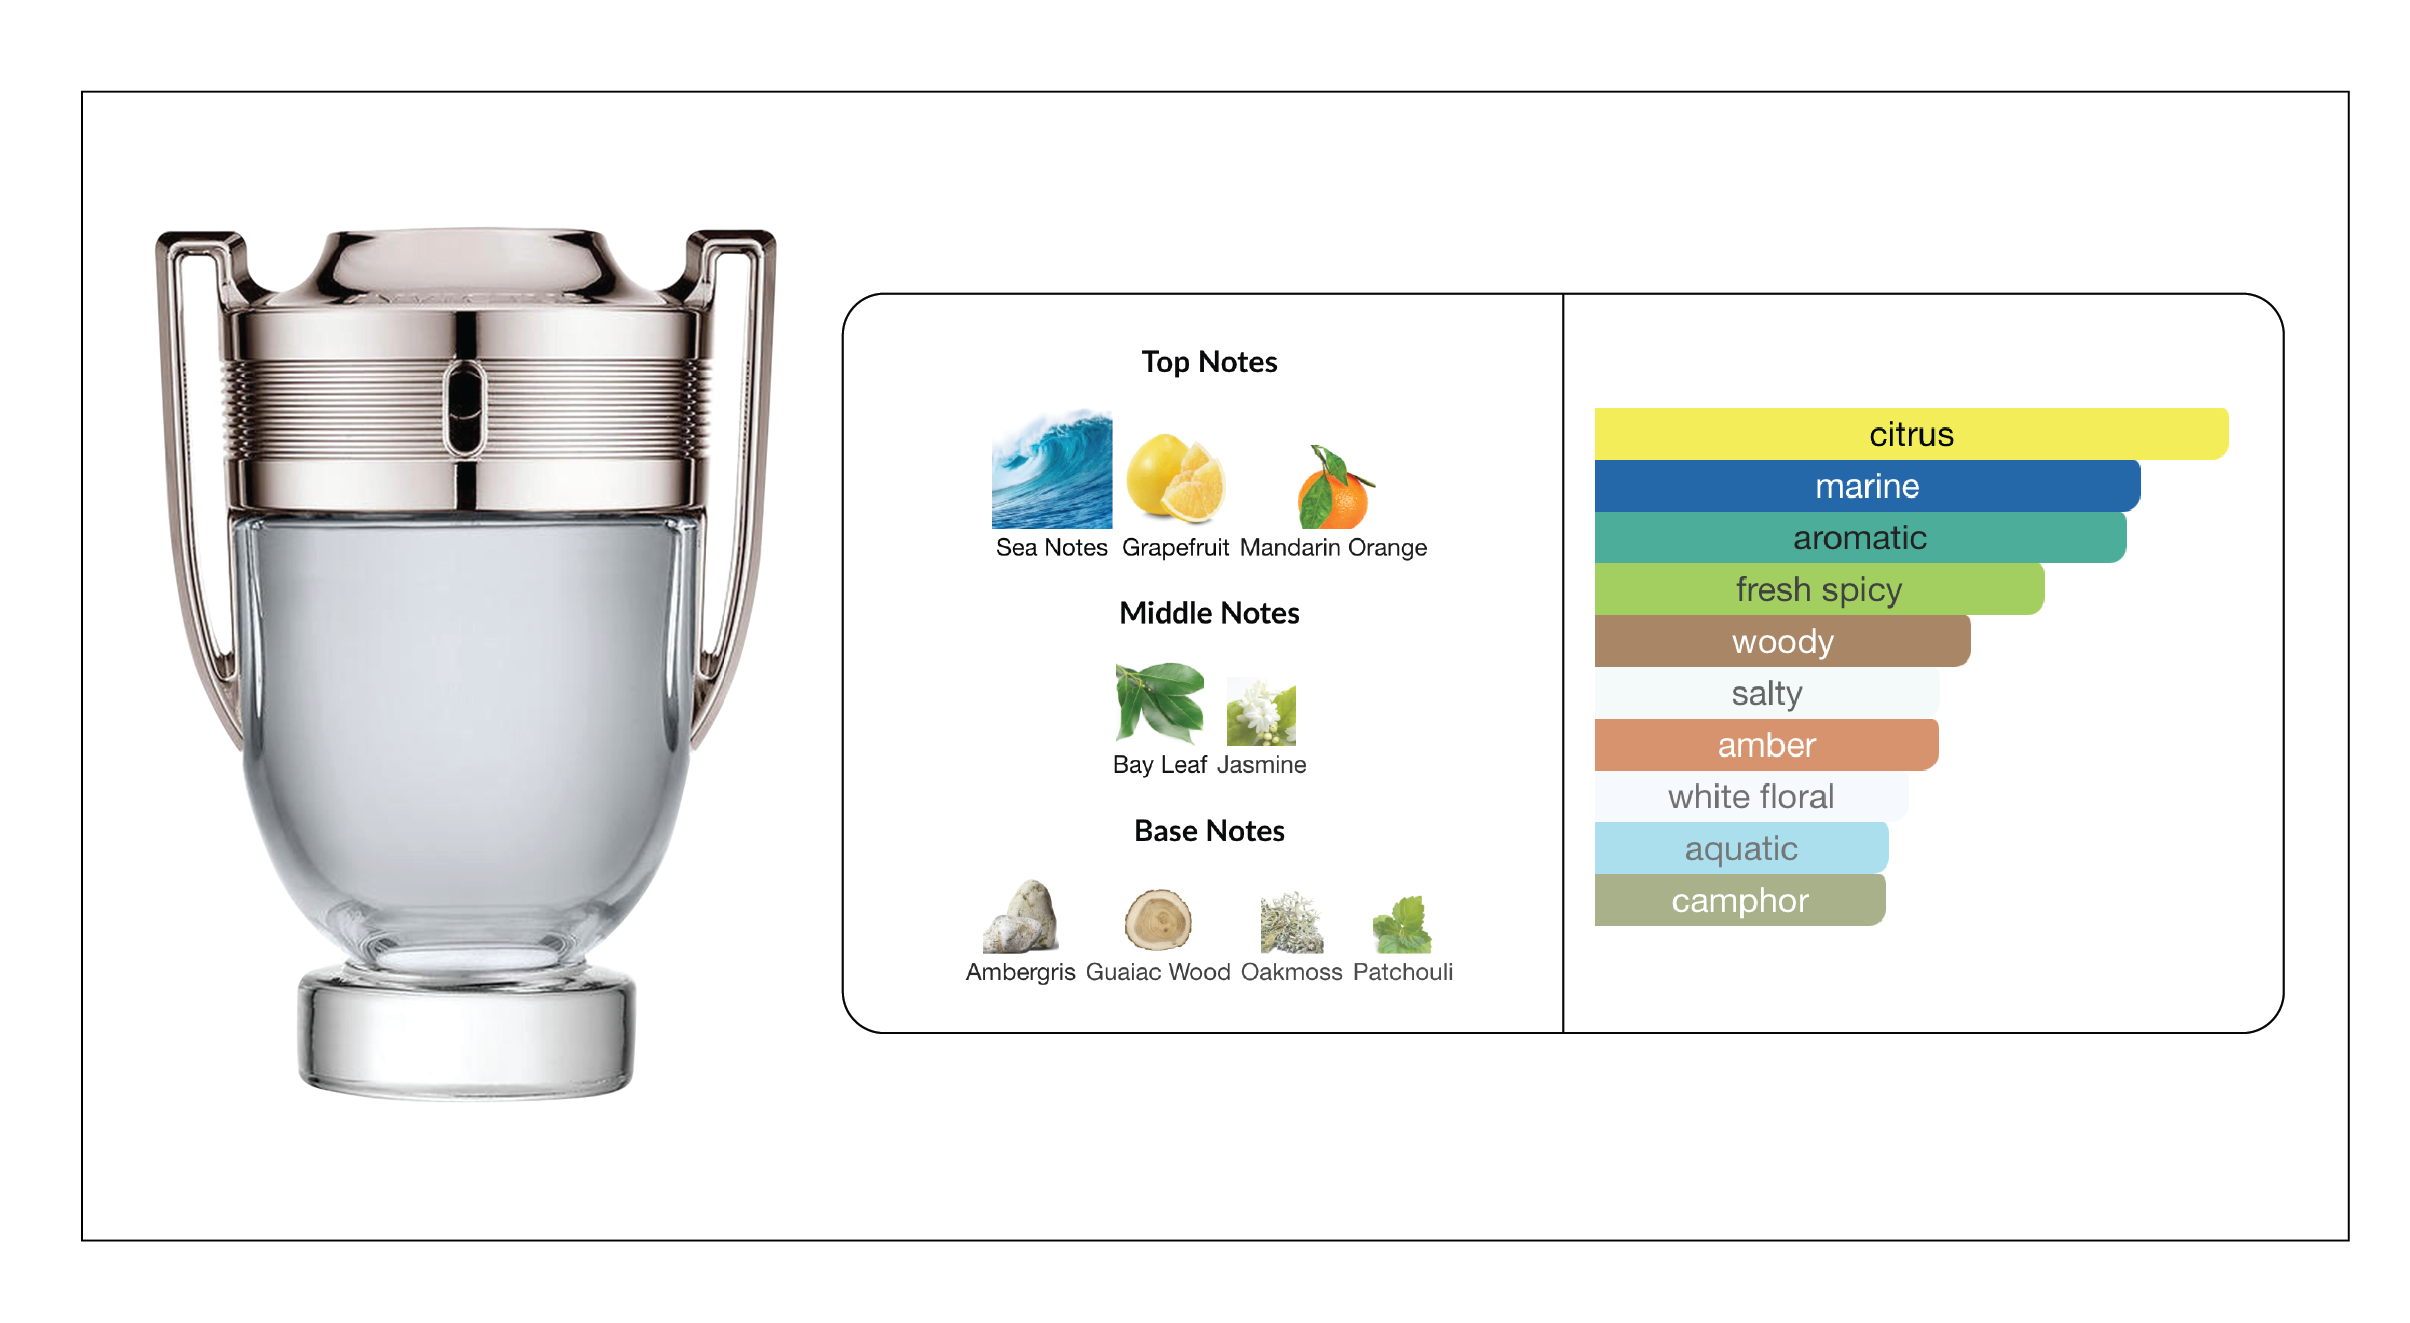 Top Notes
Sea Notes Grapefruit Mandarin Orange
Middle Notes
Bay Leaf Jasmine
Base Notes
Ambergris Guaiac Wood Oakmoss Patchouli
citrus
marine
aromatic
fresh spicy
woody
salty
amber
white floral
aquatic
camphor